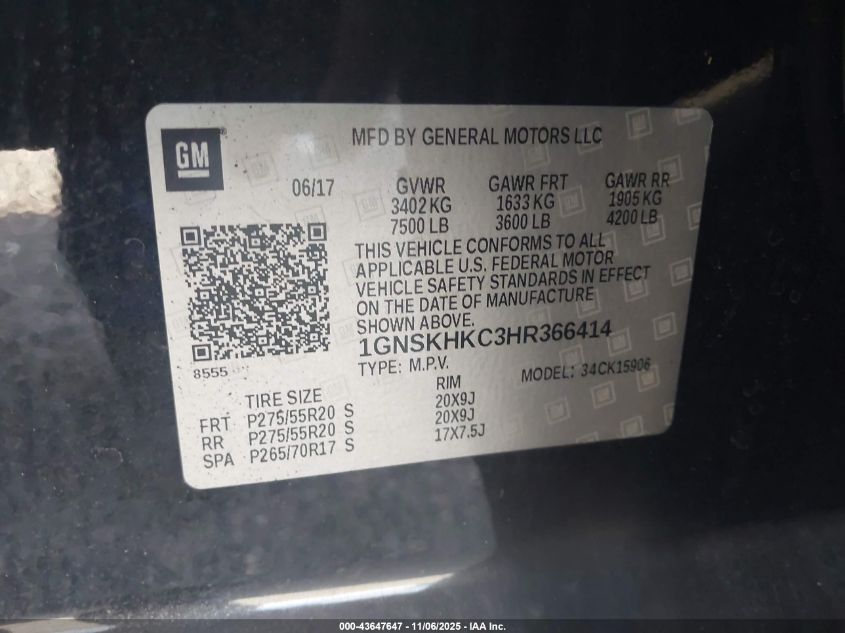 GM
MFD BY GENERAL MOTORS LLC
06/17
GVWR GAWR FRT GAWR RR
3402 KG 1633 KG 1905 KG
7500 LB 3600 LB 4200 LB
THIS VEHICLE CONFORMS TO ALL
APPLICABLE U.S. FEDERAL MOTOR
VEHICLE SAFETY STANDARDS IN EFFECT
ON THE DATE OF MANUFACTURE
SHOWN ABOVE.
1GNSKHKC3HR366414
8555
TYPE: M.P.V. MODEL: 34CK15906
TIRE SIZE RIM
FRT P275/55R20 S 20X9J
RR P275/55R20 S 20X9J
SPA P265/70R17 S 17X7.5J
000-43647647 - 11/06/2025 - IAA Inc.